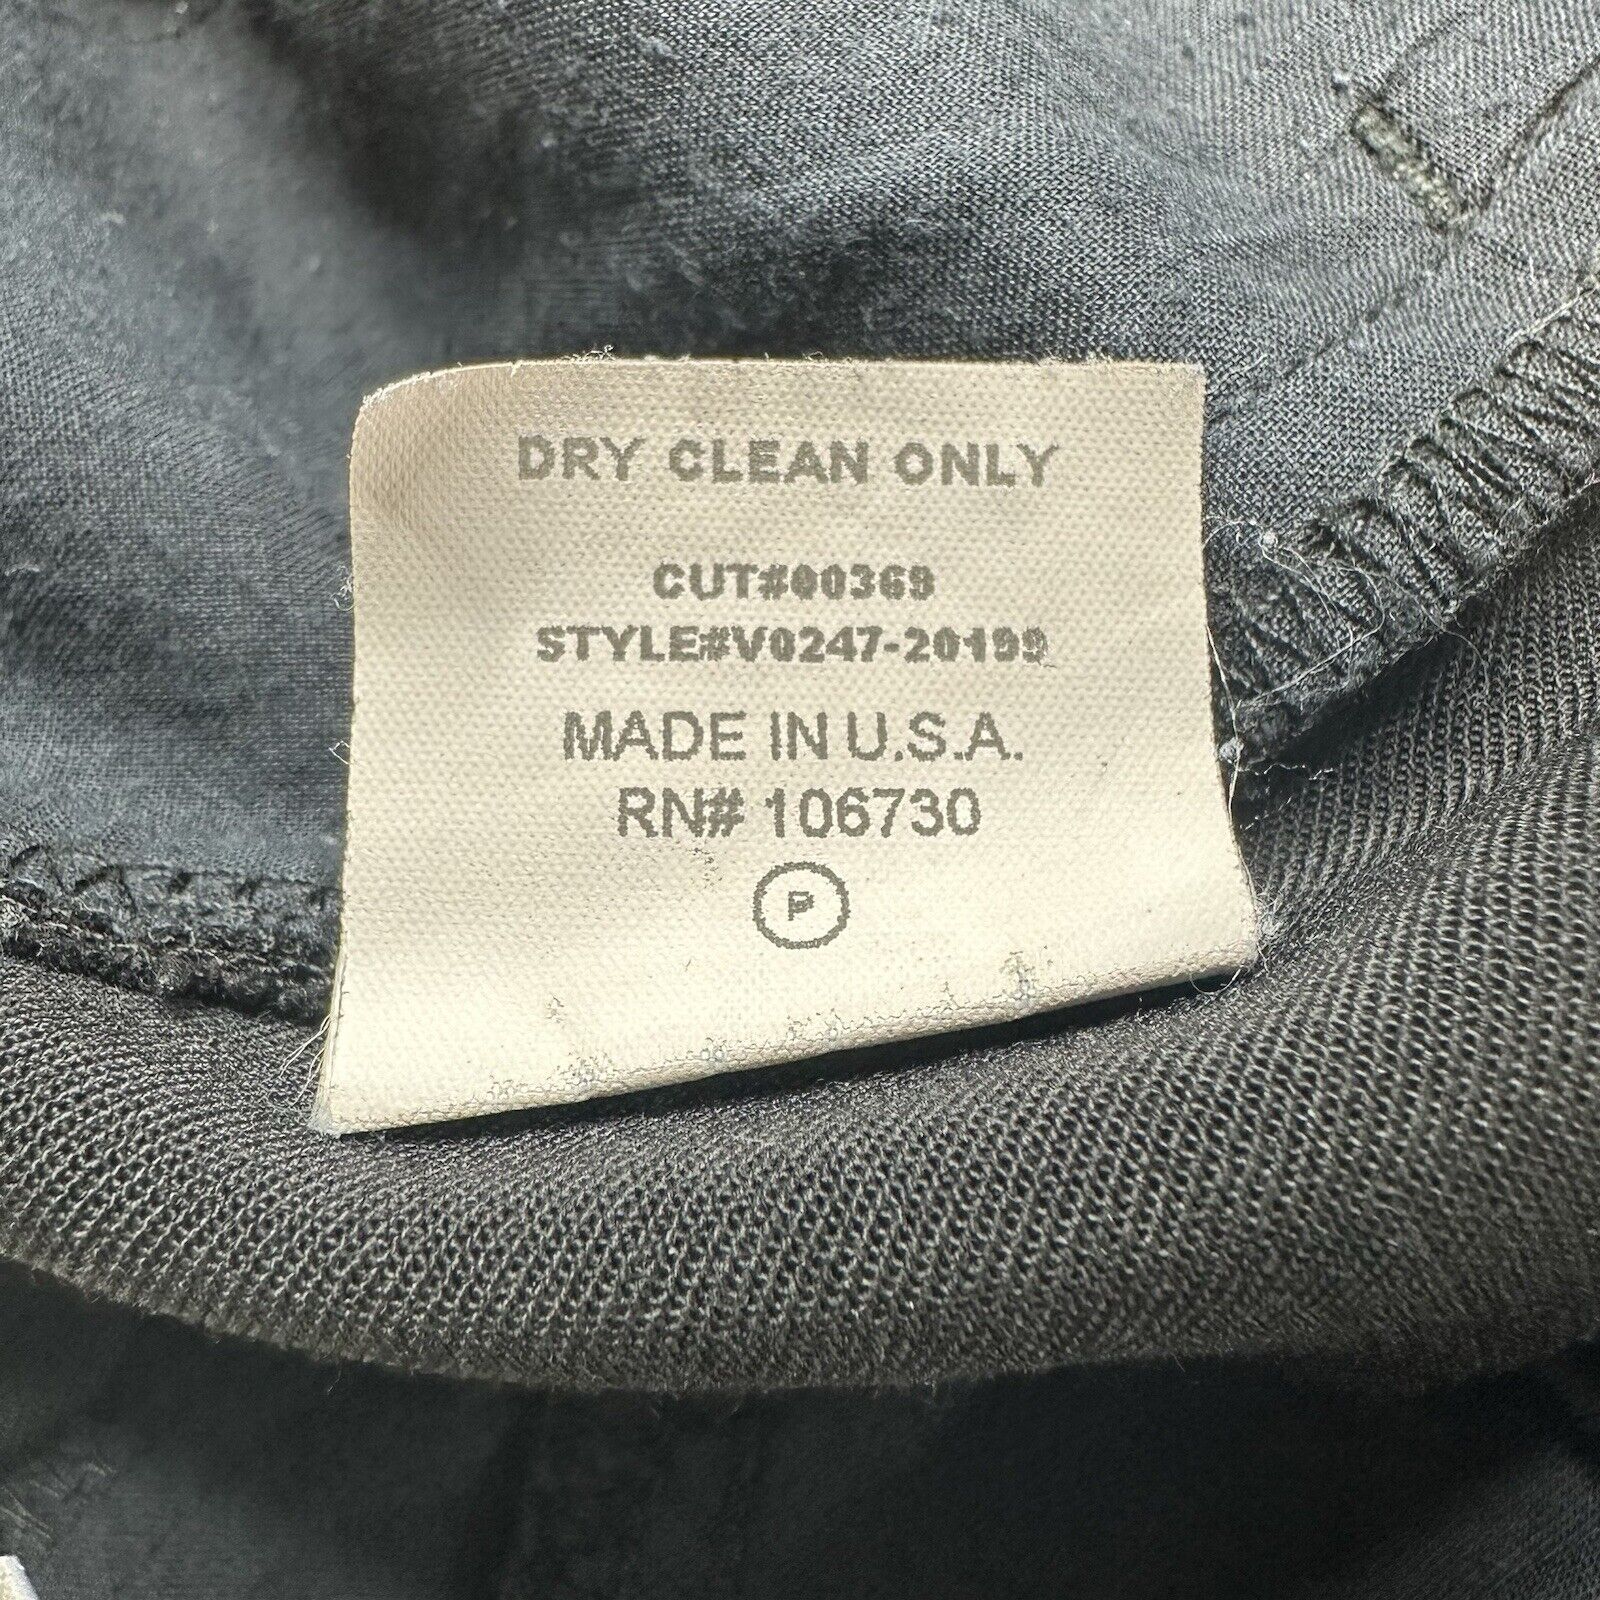 DRY CLEAN ONLY
CUT#00369
STYLE#V0247-20199
MADE IN U.S.A.
RN# 106730
P